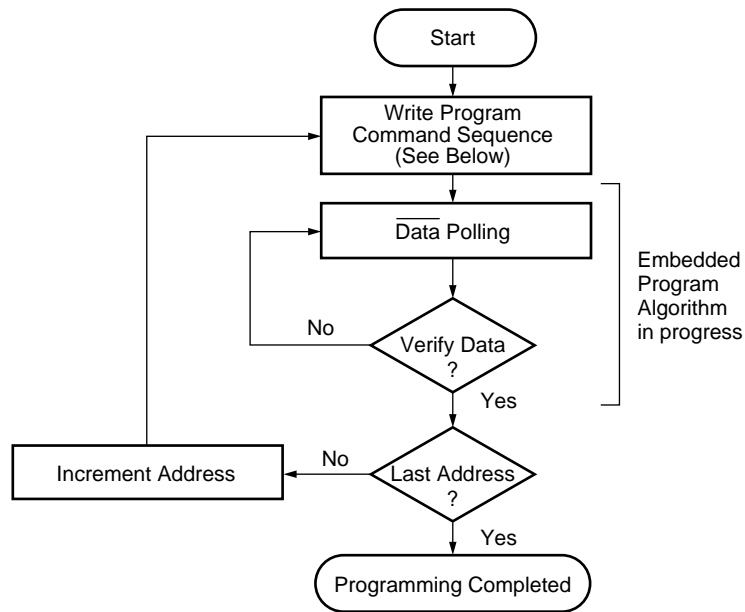 Start
Write Program
Command Sequence
(See Below)
Data Polling
Embedded
Program
Algorithm
in progress
No
Verify Data
?
Yes
Increment Address
No
Last Address
?
Yes
Programming Completed